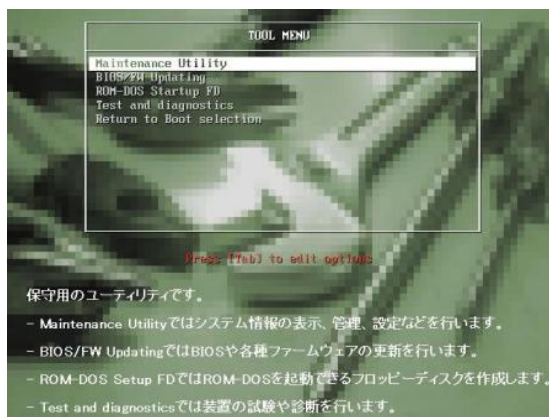 TOOL MENU
Maintenance Utility
BIOS/FW Updating
ROM-DOS Startup FD
Test and diagnostics
Return to Boot selection
Press [Tab] to edit options
保守用のユーティリティです。
- Maintenance Utilityではシステム情報の表示、管理、設定などを行います。
- BIOS/FW UpdatingではBIOSや各種ファームウェアの更新を行います。
- ROM-DOS Setup FDではROM-DOSを起動できるフロッピーディスクを作成します。
- Test and diagnosticsでは装置の試験や診断を行います。